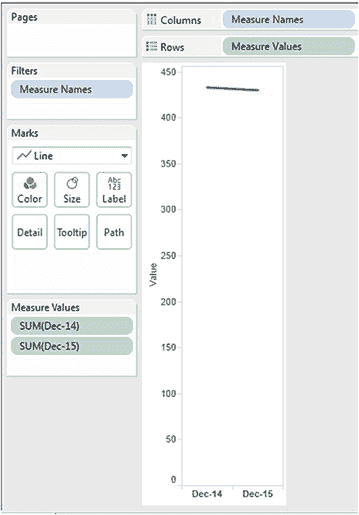 Pages
Columns
Measure Names
Rows
Measure Values
Filters
Measure Names
Marks
Line
Color
Size
Abc
123
Label
Detail
Tooltip
Path
Measure Values
SUM(Dec-14)
SUM(Dec-15)
450
400
350
300
250
200
150
100
50
0
Value
Dec-14
Dec-15